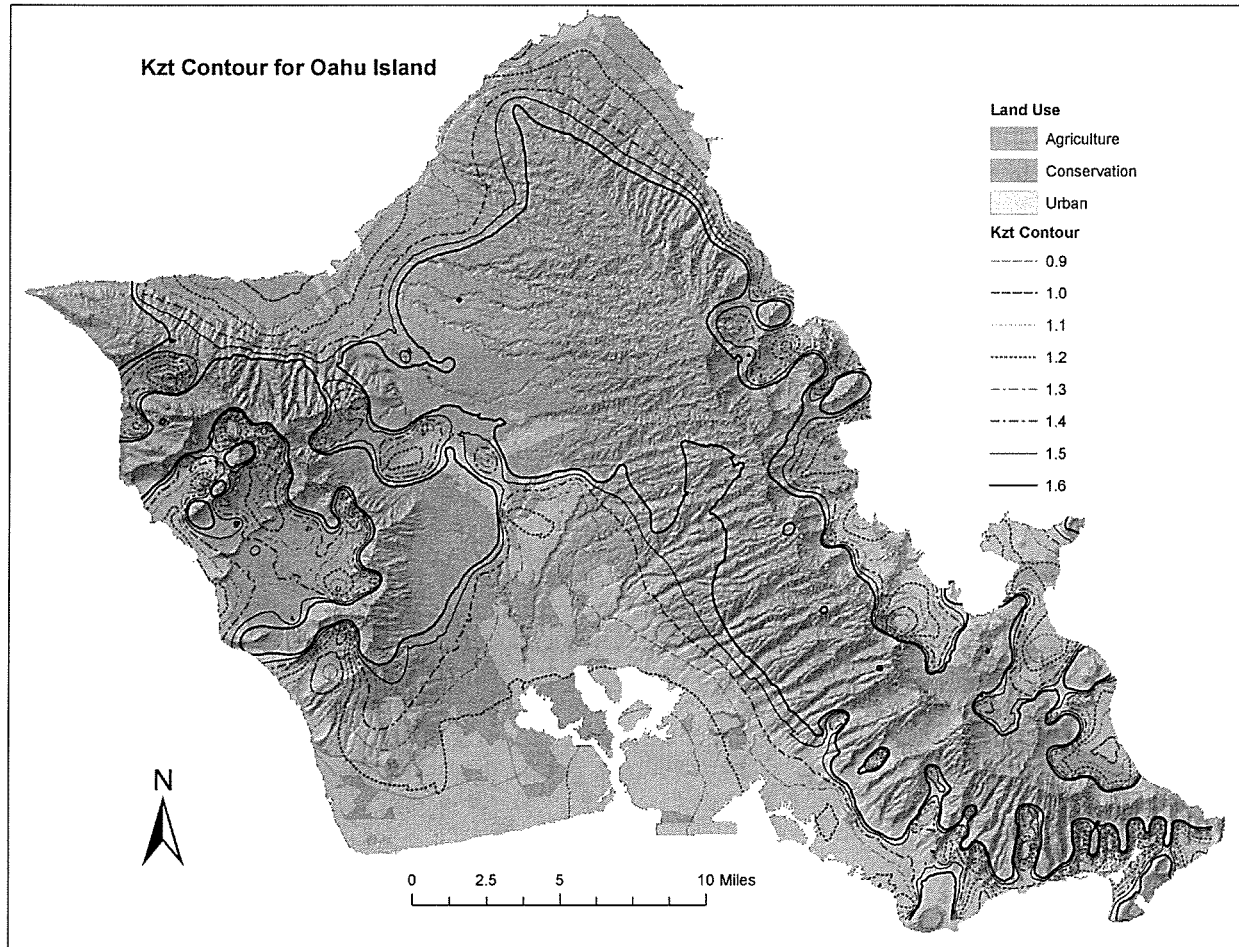 Kzt Contour for Oahu Island
Land Use
Agriculture
Conservation
Urban
Kzt Contour
0.9
1.0
1.1
1.2
1.3
1.4
1.5
1.6
N
0 2.5 5 10 Miles